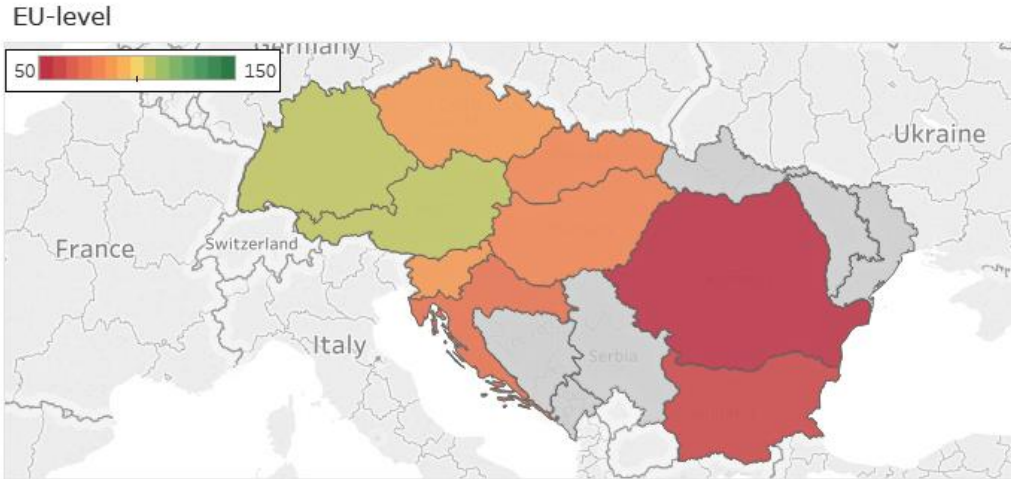 EU-level
Germany
50 150
Ukraine
France
Switzerland
Italy
Serbia